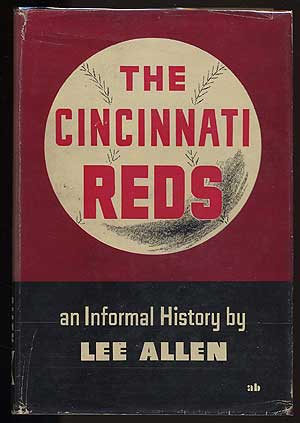 THE
CINCINNATI
REDS
an Informal History by
LEE ALLEN
ab